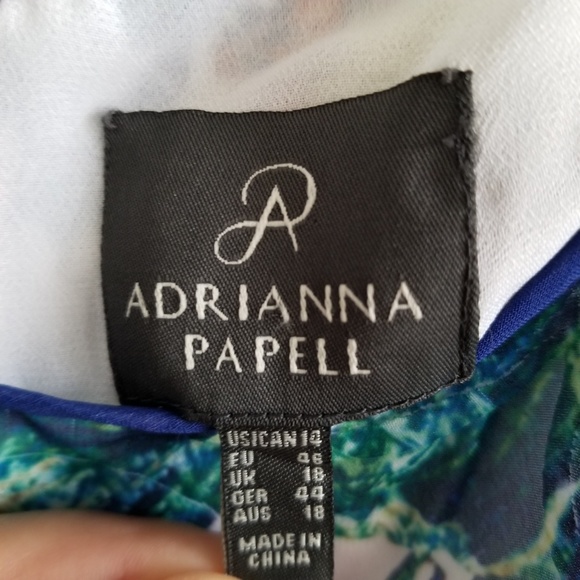 AP
ADRIANNA
PAPELL
US|CAN 14
EU 46
UK 18
GER 44
AUS 18
MADE IN
CHINA